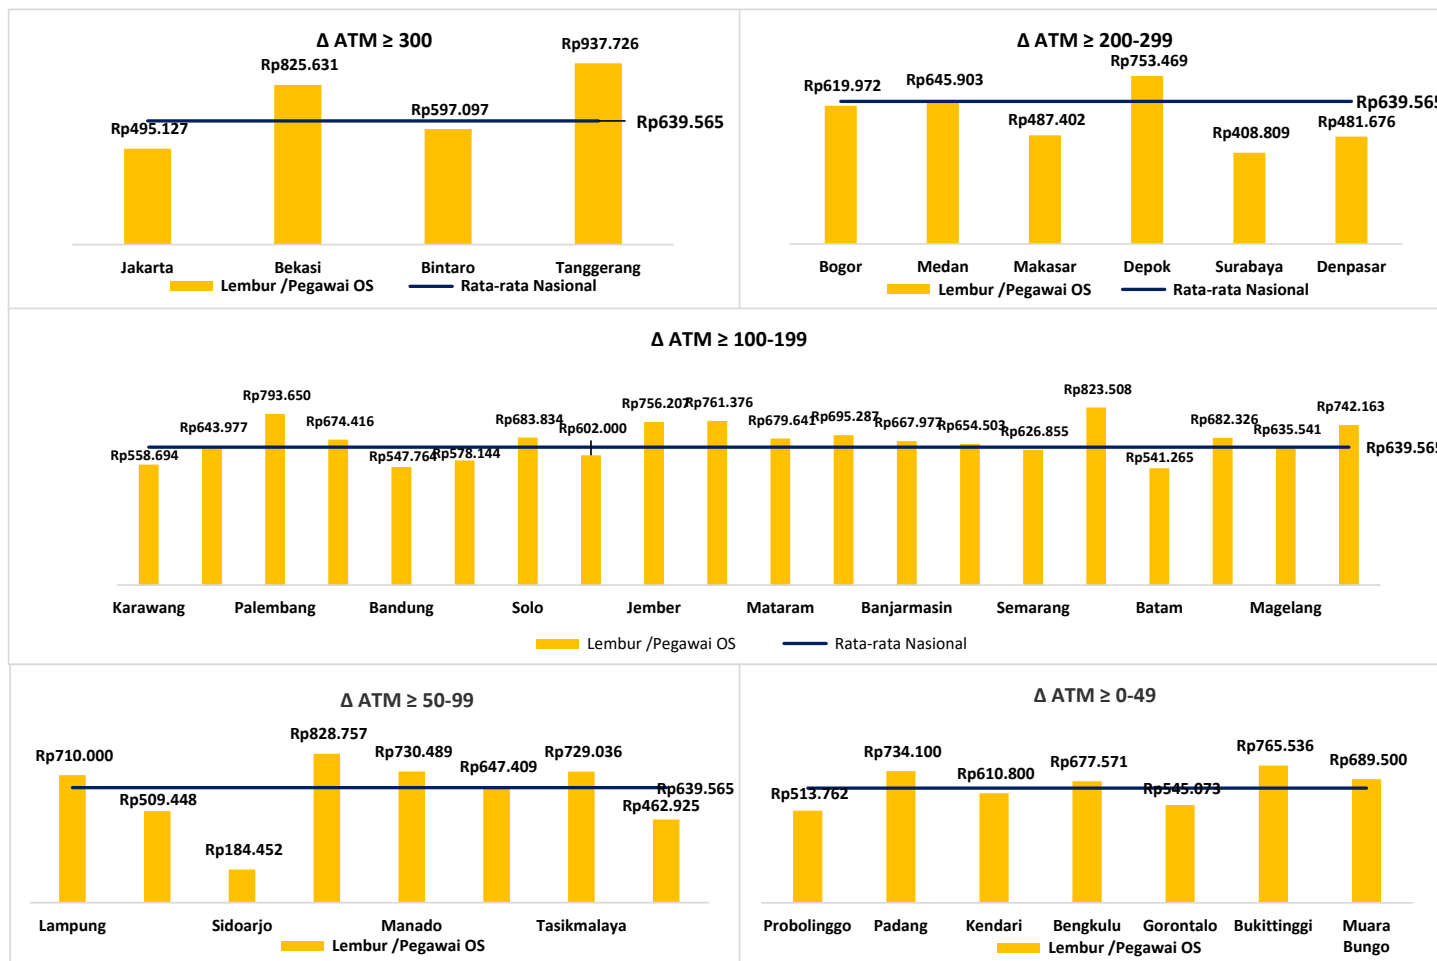 Δ ATM ≥ 300
Rp495.127
Rp825.631
Rp597.097
Rp937.726
Rp639.565
Jakarta
Bekasi
Bintaro
Tanggerang
Lembur /Pegawai OS
Rata-rata Nasional
Δ ATM ≥ 200-299
Rp619.972
Rp645.903
Rp487.402
Rp753.469
Rp408.809
Rp481.676
Rp639.565
Bogor
Medan
Makasar
Depok
Surabaya
Denpasar
Lembur /Pegawai OS
Rata-rata Nasional
Δ ATM ≥ 100-199
Rp558.694
Rp643.977
Rp793.650
Rp674.416
Rp547.764
Rp578.144
Rp683.834
Rp602.000
Rp756.207
Rp761.376
Rp679.641
Rp695.287
Rp667.977
Rp654.503
Rp626.855
Rp823.508
Rp541.265
Rp682.326
Rp635.541
Rp742.163
Rp639.565
Karawang
Palembang
Bandung
Solo
Jember
Mataram
Banjarmasin
Semarang
Batam
Magelang
Lembur /Pegawai OS
Rata-rata Nasional
Δ ATM ≥ 50-99
Rp710.000
Rp509.448
Rp184.452
Rp828.757
Rp730.489
Rp647.409
Rp729.036
Rp462.925
Rp639.565
Lampung
Sidoarjo
Manado
Tasikmalaya
Lembur /Pegawai OS
Δ ATM ≥ 0-49
Rp513.762
Rp734.100
Rp610.800
Rp677.571
Rp545.073
Rp765.536
Rp689.500
Probolinggo
Padang
Kendari
Bengkulu
Gorontalo
Bukittinggi
Muara
Bungo
Lembur /Pegawai OS